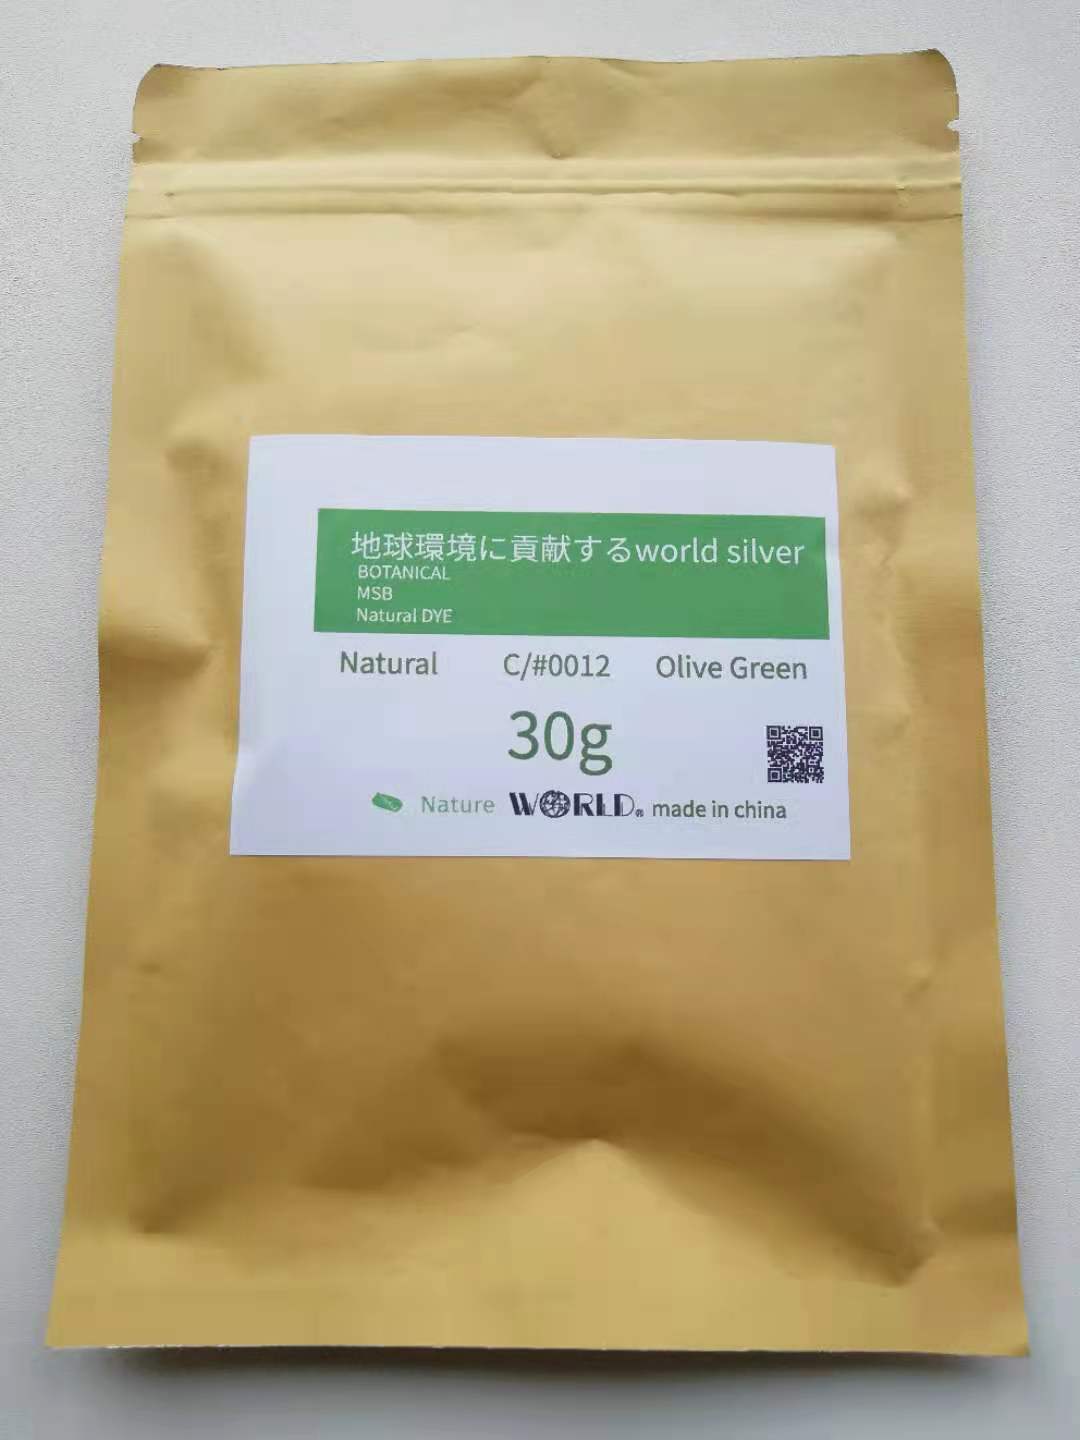 地球環境に貢献するworld silver
BOTANICAL
MSB
Natural DYE
Natural C/#0012 Olive Green
30g
Nature WORLD® made in china